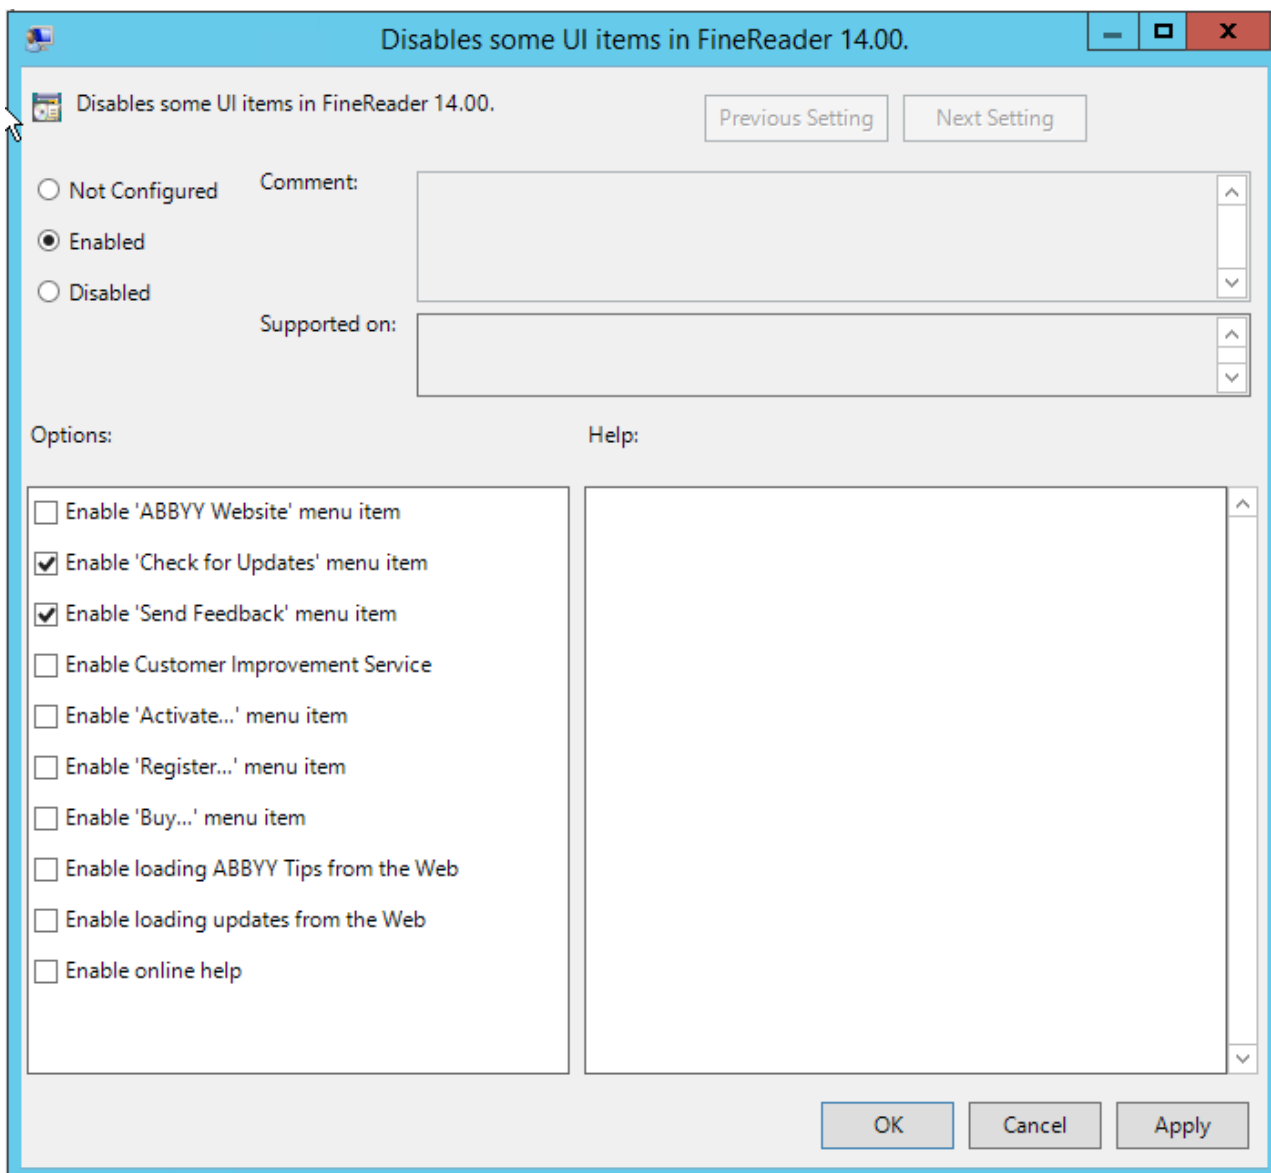 Disables some UI items in FineReader 14.00.
Disables some UI items in FineReader 14.00.
Previous Setting
Next Setting
Not Configured
Comment:
Enabled
Disabled
Supported on:
Options:
Help:
Enable 'ABBYY Website' menu item
Enable 'Check for Updates' menu item
Enable 'Send Feedback' menu item
Enable Customer Improvement Service
Enable 'Activate...' menu item
Enable 'Register...' menu item
Enable 'Buy...' menu item
Enable loading ABBYY Tips from the Web
Enable loading updates from the Web
Enable online help
OK
Cancel
Apply